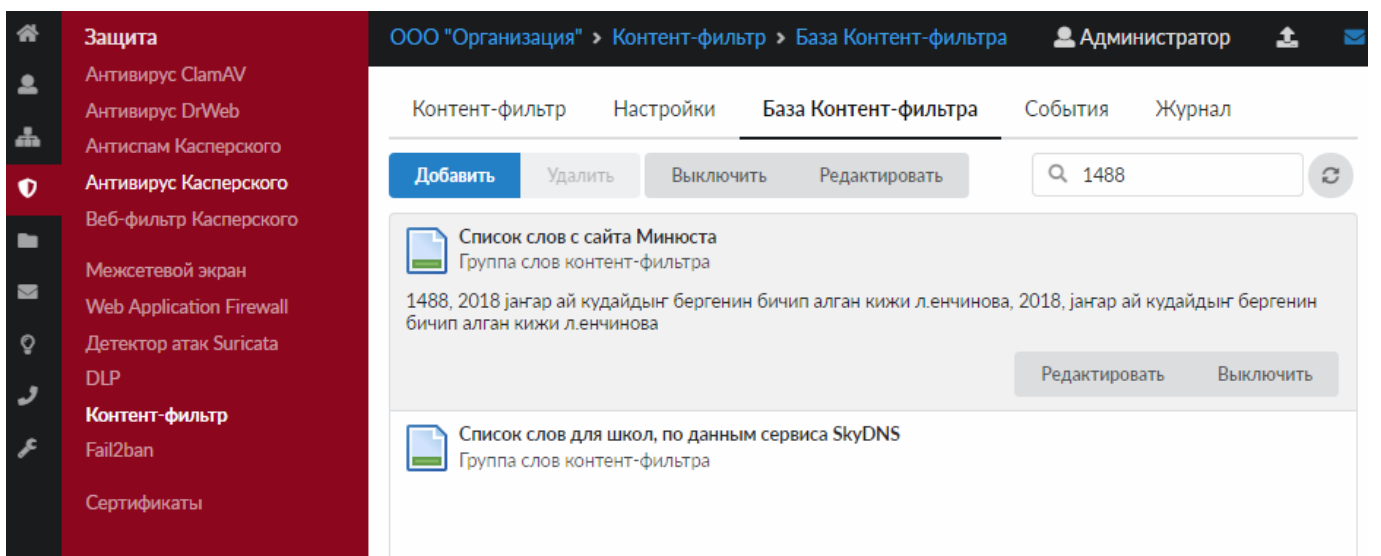 Защита
Антивирус ClamAV
Антивирус DrWeb
Антиспам Касперского
Антивирус Касперского
Веб-фильтр Касперского
Межсетевой экран
Web Application Firewall
Детектор атак Suricata
DLP
Контент-фильтр
Fail2ban
Сертификаты
ООО "Организация" > Контент-фильтр > База Контент-фильтра Администратор
Контент-фильтр Настройки База Контент-фильтра События Журнал
Добавить Удалить Выключить Редактировать 1488
Список слов с сайта Минюста
Группа слов контент-фильтра
1488, 2018 јаҥар ай кудайдыҥ бергенин бичип алган кижи л.енчинова, 2018, јаҥар ай кудайдыҥ бергенин
бичип алган кижи л.енчинова
Редактировать Выключить
Список слов для школ, по данным сервиса SkyDNS
Группа слов контент-фильтра